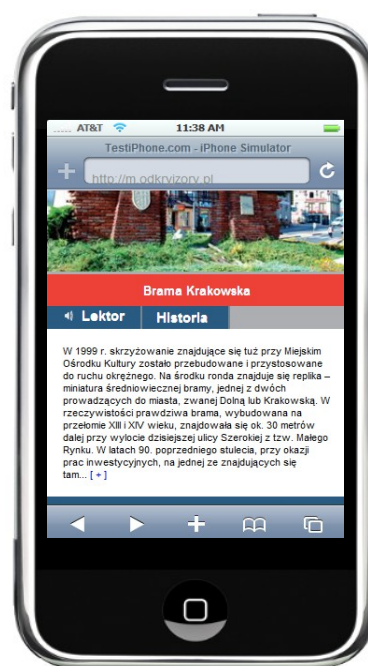 AT&T 11:38 AM
TestiPhone.com - iPhone Simulator
http://m.odkryjzory.pl
Brama Krakowska
Lektor Historia
W 1999 r. skrzyżowanie znajdujące się tuż przy Miejskim
Ośrodku Kultury zostało przebudowane i przystosowane
do ruchu okrężnego. Na środku ronda znajduje się replika –
miniatura średniowiecznej bramy, jednej z dwóch
prowadzących do miasta, zwanej Dolną lub Krakowską. W
rzeczywistości prawdziwa brama, wybudowana na
przełomie XIII i XIV wieku, znajdowała się ok. 30 metrów
dalej przy wylocie dzisiejszej ulicy Szerokiej z tzw. Małego
Rynku. W latach 90. poprzedniego stulecia, przy okazji
prac inwestycyjnych, na jednej ze znajdujących się
tam... [ + ]